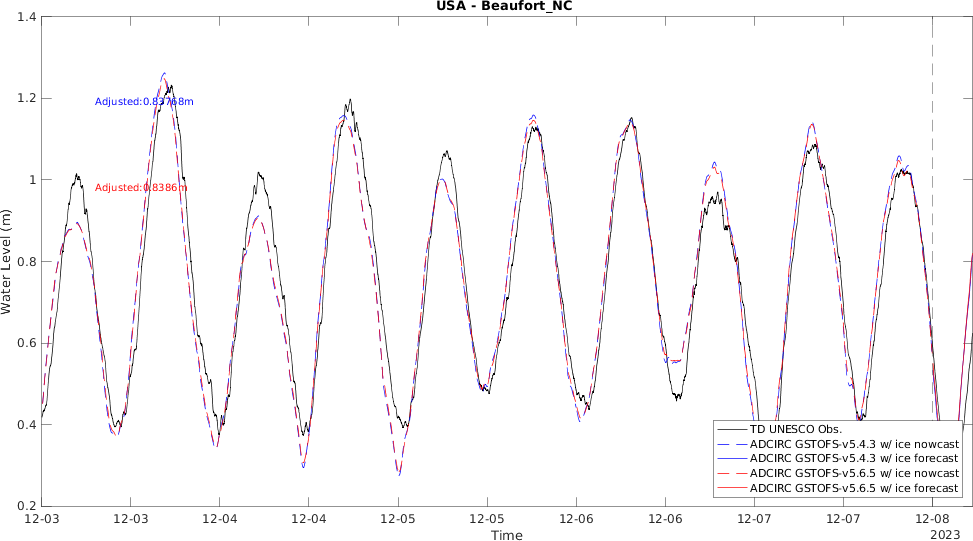 USA - Beaufort_NC
1.4
1.2
1
0.8
0.6
0.4
0.2
Water Level (m)
Adjusted:0.83768m
Adjusted:0.8386m
TD UNESCO Obs.
ADCIRC GSTOFS-v5.4.3 w/ ice nowcast
ADCIRC GSTOFS-v5.4.3 w/ ice forecast
ADCIRC GSTOFS-v5.6.5 w/ ice nowcast
ADCIRC GSTOFS-v5.6.5 w/ ice forecast
12-03 12-03 12-04 12-04 12-05 12-05 12-06 12-06 12-07 12-07 12-08
2023
Time